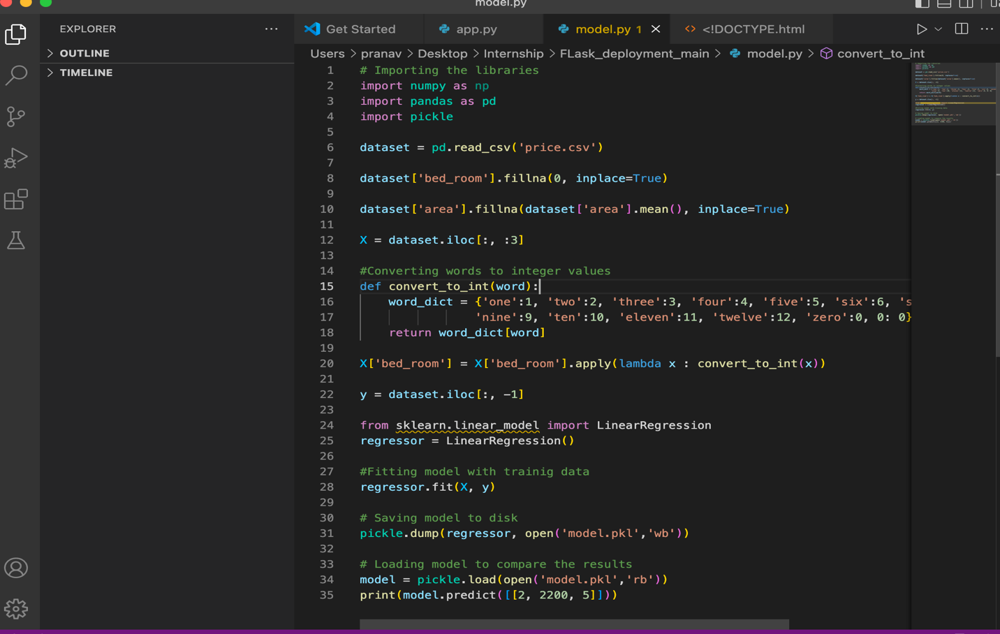 model.py
EXPLORER
OUTLINE
TIMELINE
Get Started
app.py
model.py 1
<!DOCTYPE.html
Users > pranav > Desktop > Internship > FLask_deployment_main > model.py > convert_to_int
1 # Importing the libraries
2 import numpy as np
3 import pandas as pd
4 import pickle
5
6 dataset = pd.read_csv('price.csv')
7
8 dataset['bed_room'].fillna(0, inplace=True)
9
10 dataset['area'].fillna(dataset['area'].mean(), inplace=True)
11
12 X = dataset.iloc[:, :3]
13
14 #Converting words to integer values
15 def convert_to_int(word):
16 word_dict = {'one':1, 'two':2, 'three':3, 'four':4, 'five':5, 'six':6, 's
17 'nine':9, 'ten':10, 'eleven':11, 'twelve':12, 'zero':0, 0: 0}
18 return word_dict[word]
19
20 X['bed_room'] = X['bed_room'].apply(lambda x : convert_to_int(x))
21
22 y = dataset.iloc[:, -1]
23
24 from sklearn.linear_model import LinearRegression
25 regressor = LinearRegression()
26
27 #Fitting model with trainig data
28 regressor.fit(X, y)
29
30 # Saving model to disk
31 pickle.dump(regressor, open('model.pkl','wb'))
32
33 # Loading model to compare the results
34 model = pickle.load(open('model.pkl','rb'))
35 print(model.predict([[2, 2200, 5]]))